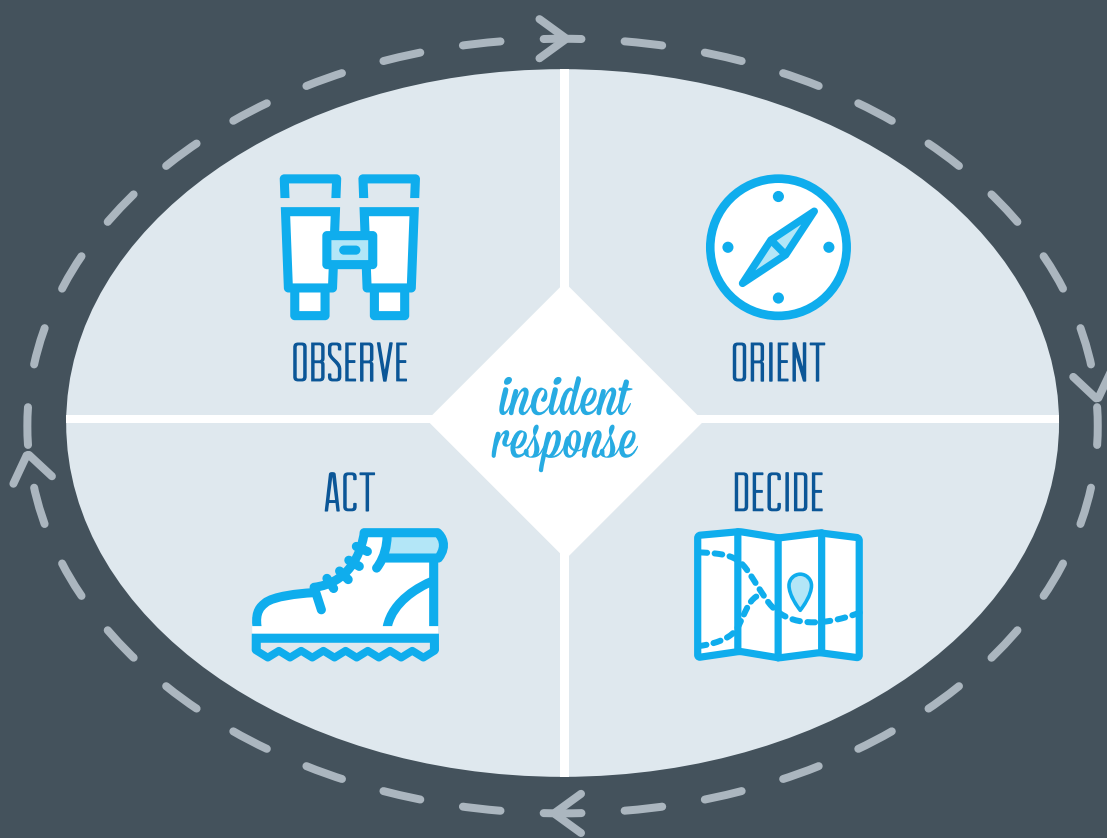 OBSERVE
ORIENT
incident
response
ACT
DECIDE